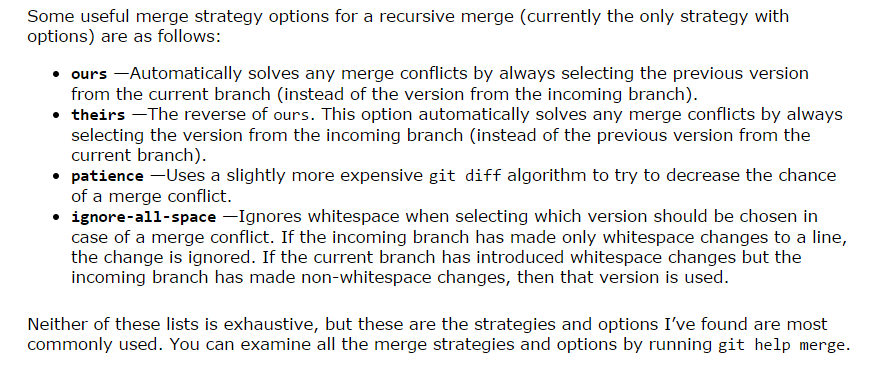 Some useful merge strategy options for a recursive merge (currently the only strategy with
options) are as follows:
• ours —Automatically solves any merge conflicts by always selecting the previous version
from the current branch (instead of the version from the incoming branch).
• theirs —The reverse of ours. This option automatically solves any merge conflicts by always
selecting the version from the incoming branch (instead of the previous version from the
current branch).
• patience —Uses a slightly more expensive git diff algorithm to try to decrease the chance
of a merge conflict.
• ignore-all-space —Ignores whitespace when selecting which version should be chosen in
case of a merge conflict. If the incoming branch has made only whitespace changes to a line,
the change is ignored. If the current branch has introduced whitespace changes but the
incoming branch has made non-whitespace changes, then that version is used.
Neither of these lists is exhaustive, but these are the strategies and options I’ve found are most
commonly used. You can examine all the merge strategies and options by running git help merge.